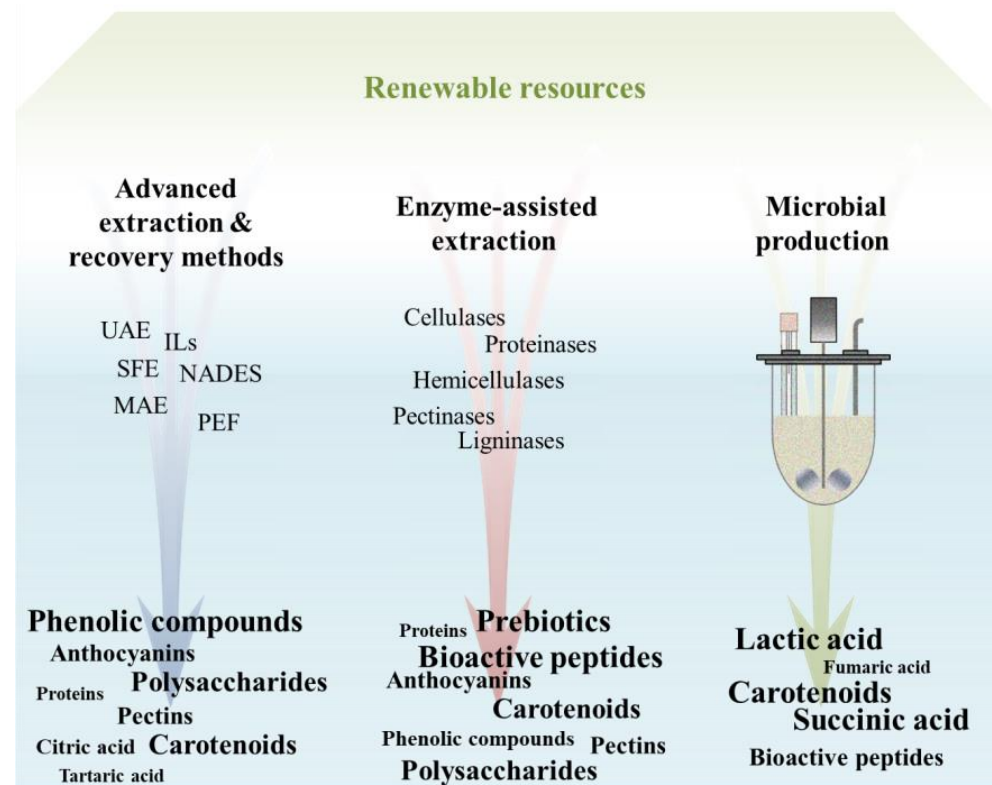 Renewable resources
Advanced
extraction &
recovery methods
UAE
ILs
SFE
NADES
MAE
PEF
Phenolic compounds
Anthocyanins
Proteins
Polysaccharides
Pectins
Citric acid
Carotenoids
Tartaric acid
Enzyme-assisted
extraction
Cellulases
Proteinases
Hemicellulases
Pectinases
Ligninases
Proteins
Prebiotics
Bioactive peptides
Anthocyanins
Carotenoids
Phenolic compounds
Pectins
Polysaccharides
Microbial
production
Lactic acid
Fumaric acid
Carotenoids
Succinic acid
Bioactive peptides